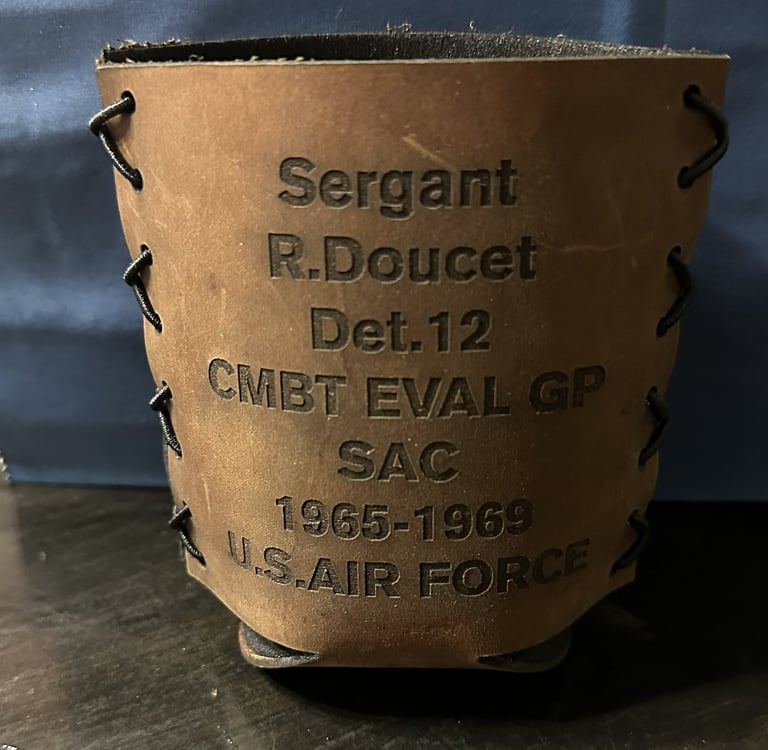 Sergant
R.Doucet
Det.12
CMBT EVAL GP
SAC
1965-1969
U.S.AIR FORCE